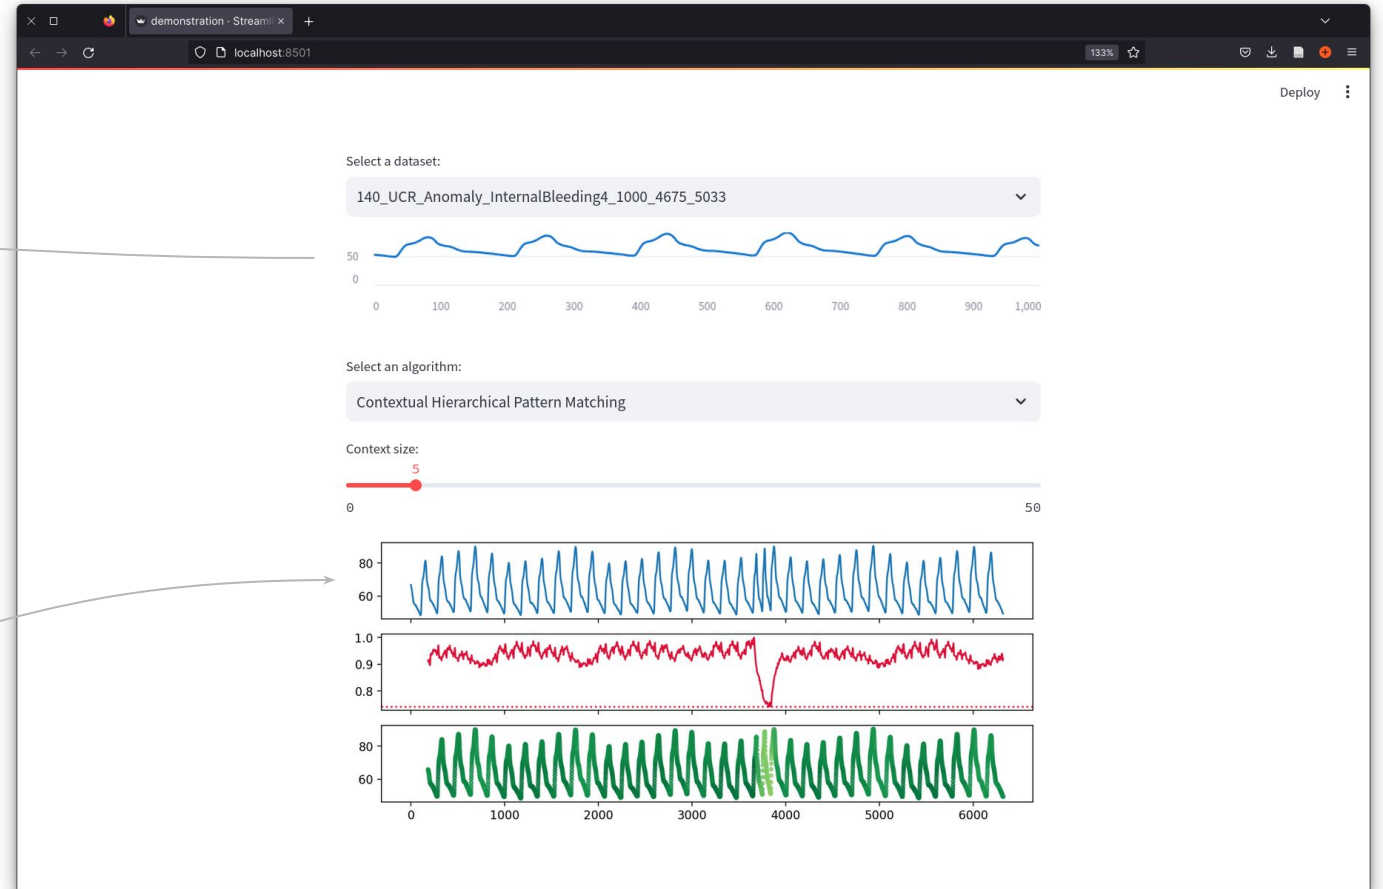 demonstration · Streamli
localhost:8501
133%
Deploy
Select a dataset:
140_UCR_Anomaly_InternalBleeding4_1000_4675_5033
50
0
0 100 200 300 400 500 600 700 800 900 1,000
Select an algorithm:
Contextual Hierarchical Pattern Matching
Context size:
5
0 50
80
60
1.0
0.9
0.8
80
60
0 1000 2000 3000 4000 5000 6000